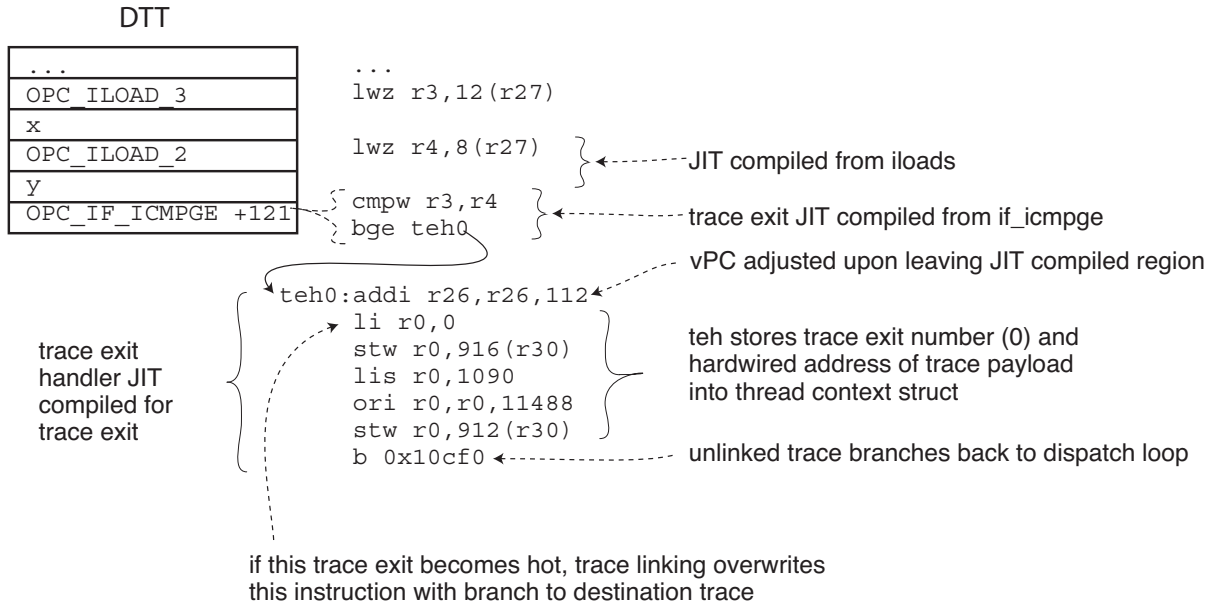 DTT
...
OPC_ILOAD_3
x
OPC_ILOAD_2
y
OPC_IF_ICMPGE +121
...
lwz r3,12(r27)
lwz r4,8(r27)
JIT compiled from iloads
cmpw r3,r4
bge teh0
trace exit JIT compiled from if_icmpge
vPC adjusted upon leaving JIT compiled region
teh0:addi r26,r26,112
li r0,0
stw r0,916(r30)
lis r0,1090
ori r0,r0,11488
stw r0,912(r30)
b 0x10cf0
trace exit
handler JIT
compiled for
trace exit
teh stores trace exit number (0) and
hardwired address of trace payload
into thread context struct
unlinked trace branches back to dispatch loop
if this trace exit becomes hot, trace linking overwrites
this instruction with branch to destination trace